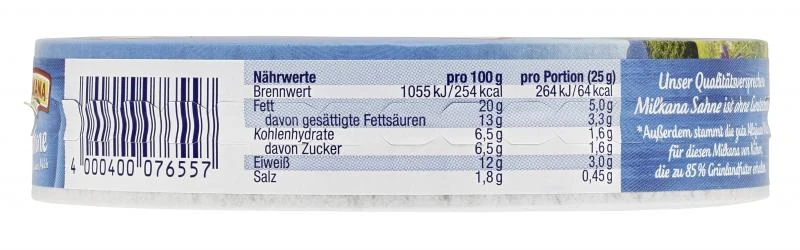 4 000400 076557
Nährwerte pro 100 g pro Portion (25 g)
Brennwert 1055 kJ/254 kcal 264 kJ/64 kcal
Fett 20 g 5,0 g
davon gesättigte Fettsäuren 13 g 3,3 g
Kohlenhydrate 6,5 g 1,6 g
davon Zucker 6,5 g 1,6 g
Eiweiß 12 g 3,0 g
Salz 1,8 g 0,45 g
Unser Qualitätsversprechen
Milkana Sahne ist ohne
*Außerdem stammt die gute
für diesen Milkana von Kühen,
die zu 85% Grünlandfutter erhalten.